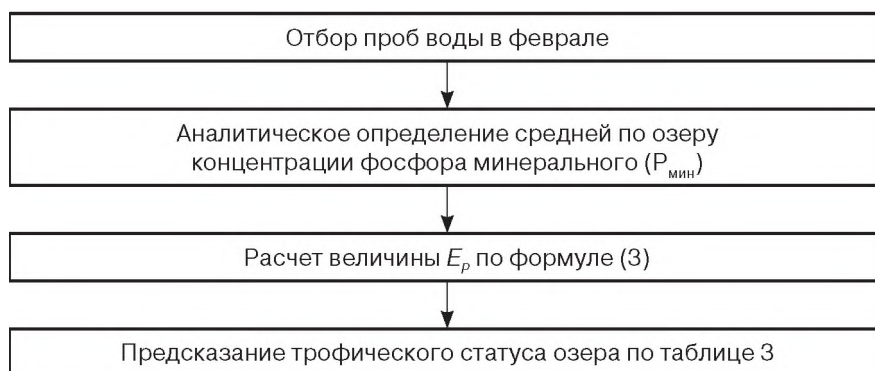 Отбор проб воды в феврале
Аналитическое определение средней по озеру
концентрации фосфора минерального (Pмин)
Расчет величины Ep по формуле (3)
Предсказание трофического статуса озера по таблице 3